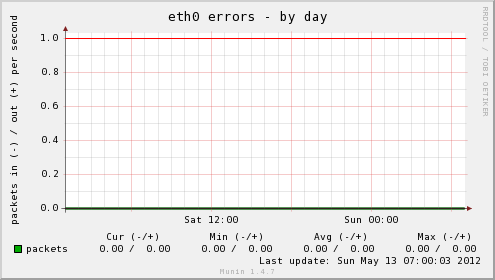 eth0 errors - by day
RRDTOOL / TOBI OETIKER
packets in (-) / out (+) per second
1.0
0.8
0.6
0.4
0.2
0.0
Sat 12:00 Sun 00:00
Cur (-/+) Min (-/+) Avg (-/+) Max (-/+)
packets 0.00 / 0.00 0.00 / 0.00 0.00 / 0.00 0.00 / 0.00
Last update: Sun May 13 07:00:03 2012
Munin 1.4.7